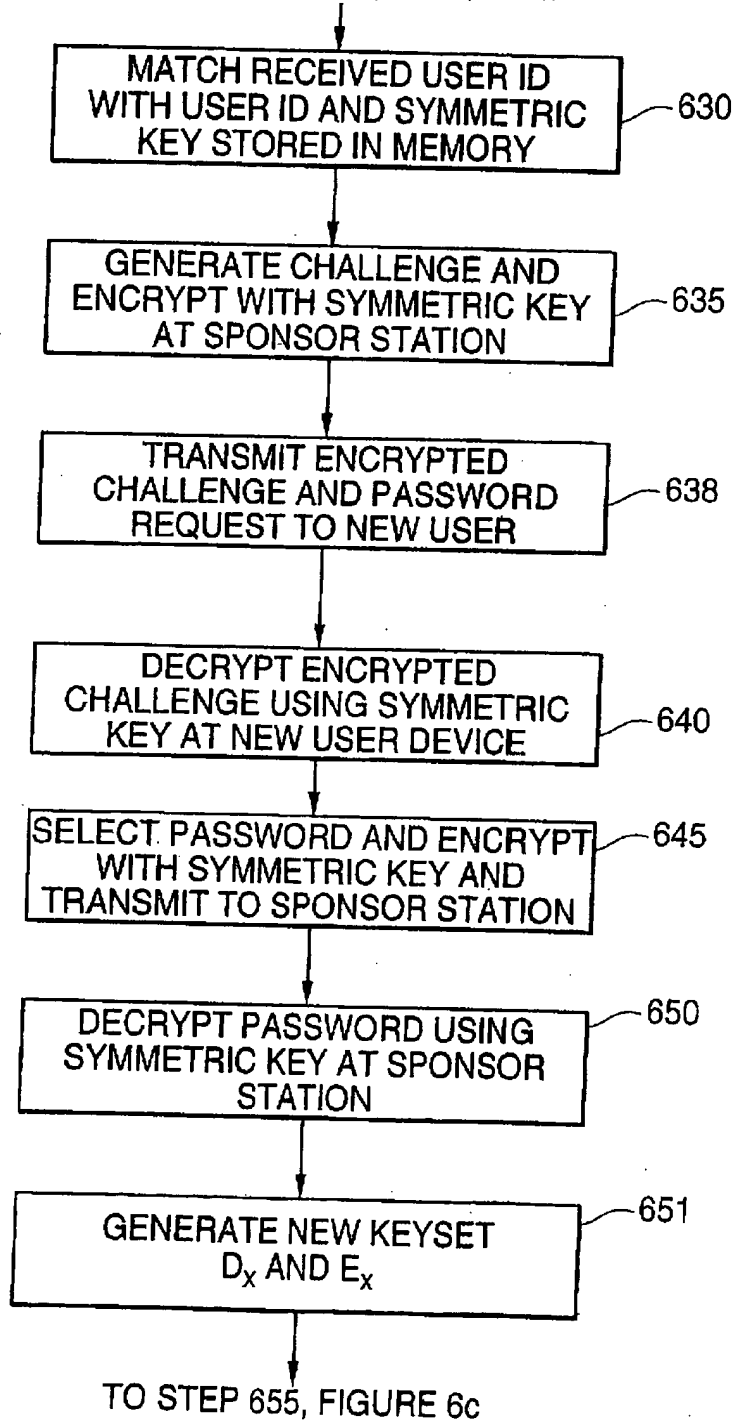 MATCH RECEIVED USER ID
WITH USER ID AND SYMMETRIC
KEY STORED IN MEMORY
630
GENERATE CHALLENGE AND
ENCRYPT WITH SYMMETRIC KEY
AT SPONSOR STATION
635
TRANSMIT ENCRYPTED
CHALLENGE AND PASSWORD
REQUEST TO NEW USER
638
DECRYPT ENCRYPTED
CHALLENGE USING SYMMETRIC
KEY AT NEW USER DEVICE
640
SELECT PASSWORD AND ENCRYPT
WITH SYMMETRIC KEY AND
TRANSMIT TO SPONSOR STATION
645
DECRYPT PASSWORD USING
SYMMETRIC KEY AT SPONSOR
STATION
650
GENERATE NEW KEYSET
Dx AND Ex
651
TO STEP 655, FIGURE 6c